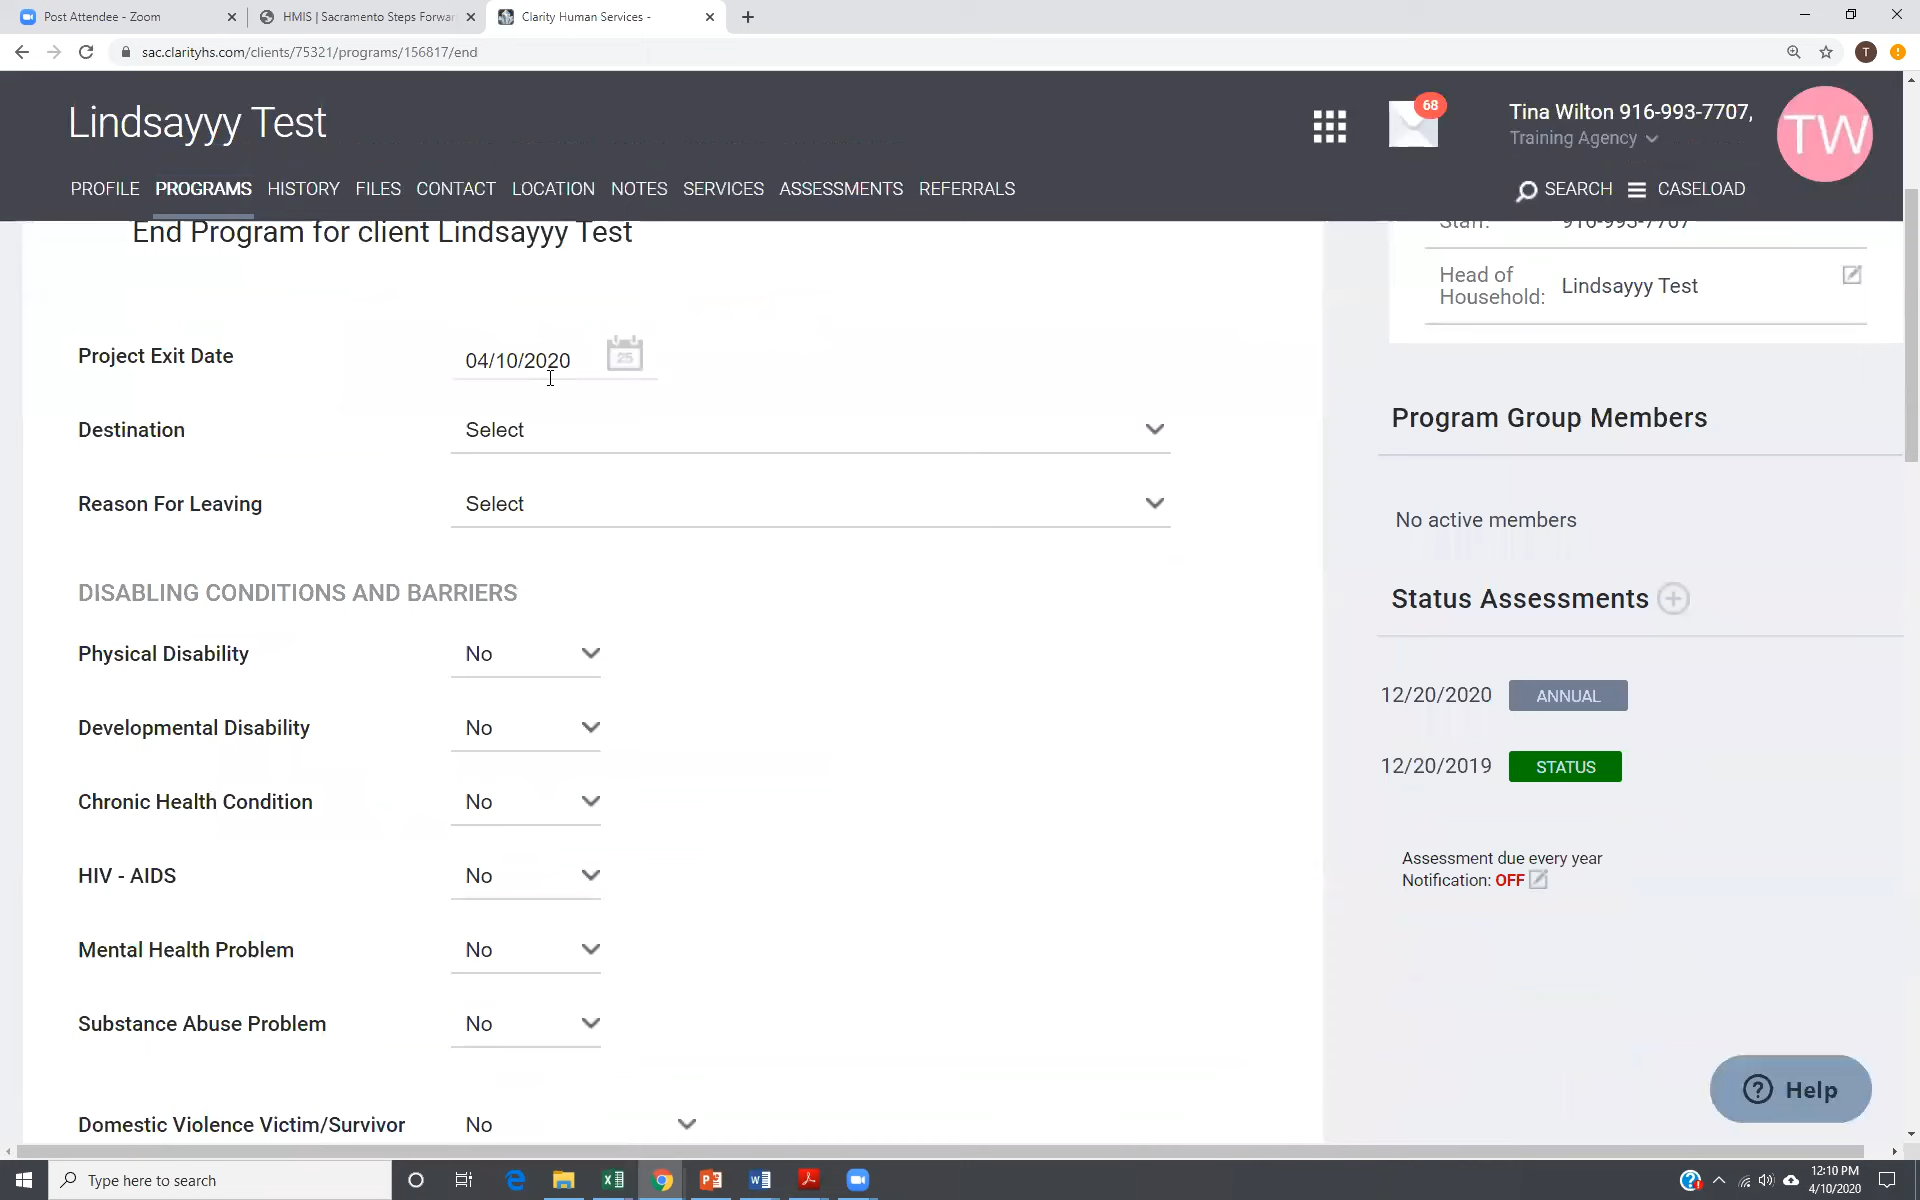 Post Attendee - Zoom
HMIS | Sacramento Steps Forwar
Clarity Human Services -
sac.clarityhs.com/clients/75321/programs/156817/end
T
Lindsayyy Test
68
Tina Wilton 916-993-7707,
Training Agency
TW
PROFILE PROGRAMS HISTORY FILES CONTACT LOCATION NOTES SERVICES ASSESSMENTS REFERRALS
SEARCH CASELOAD
End Program for client Lindsayyy Test
Staff: 916-993-7707
Head of
Household: Lindsayyy Test
Project Exit Date 04/10/2020 25
Destination Select
Reason For Leaving Select
DISABLING CONDITIONS AND BARRIERS
Physical Disability No
Developmental Disability No
Chronic Health Condition No
HIV - AIDS No
Mental Health Problem No
Substance Abuse Problem No
Domestic Violence Victim/Survivor No
Program Group Members
No active members
Status Assessments
12/20/2020 ANNUAL
12/20/2019 STATUS
Assessment due every year
Notification: OFF
Help
Type here to search
12:10 PM
4/10/2020